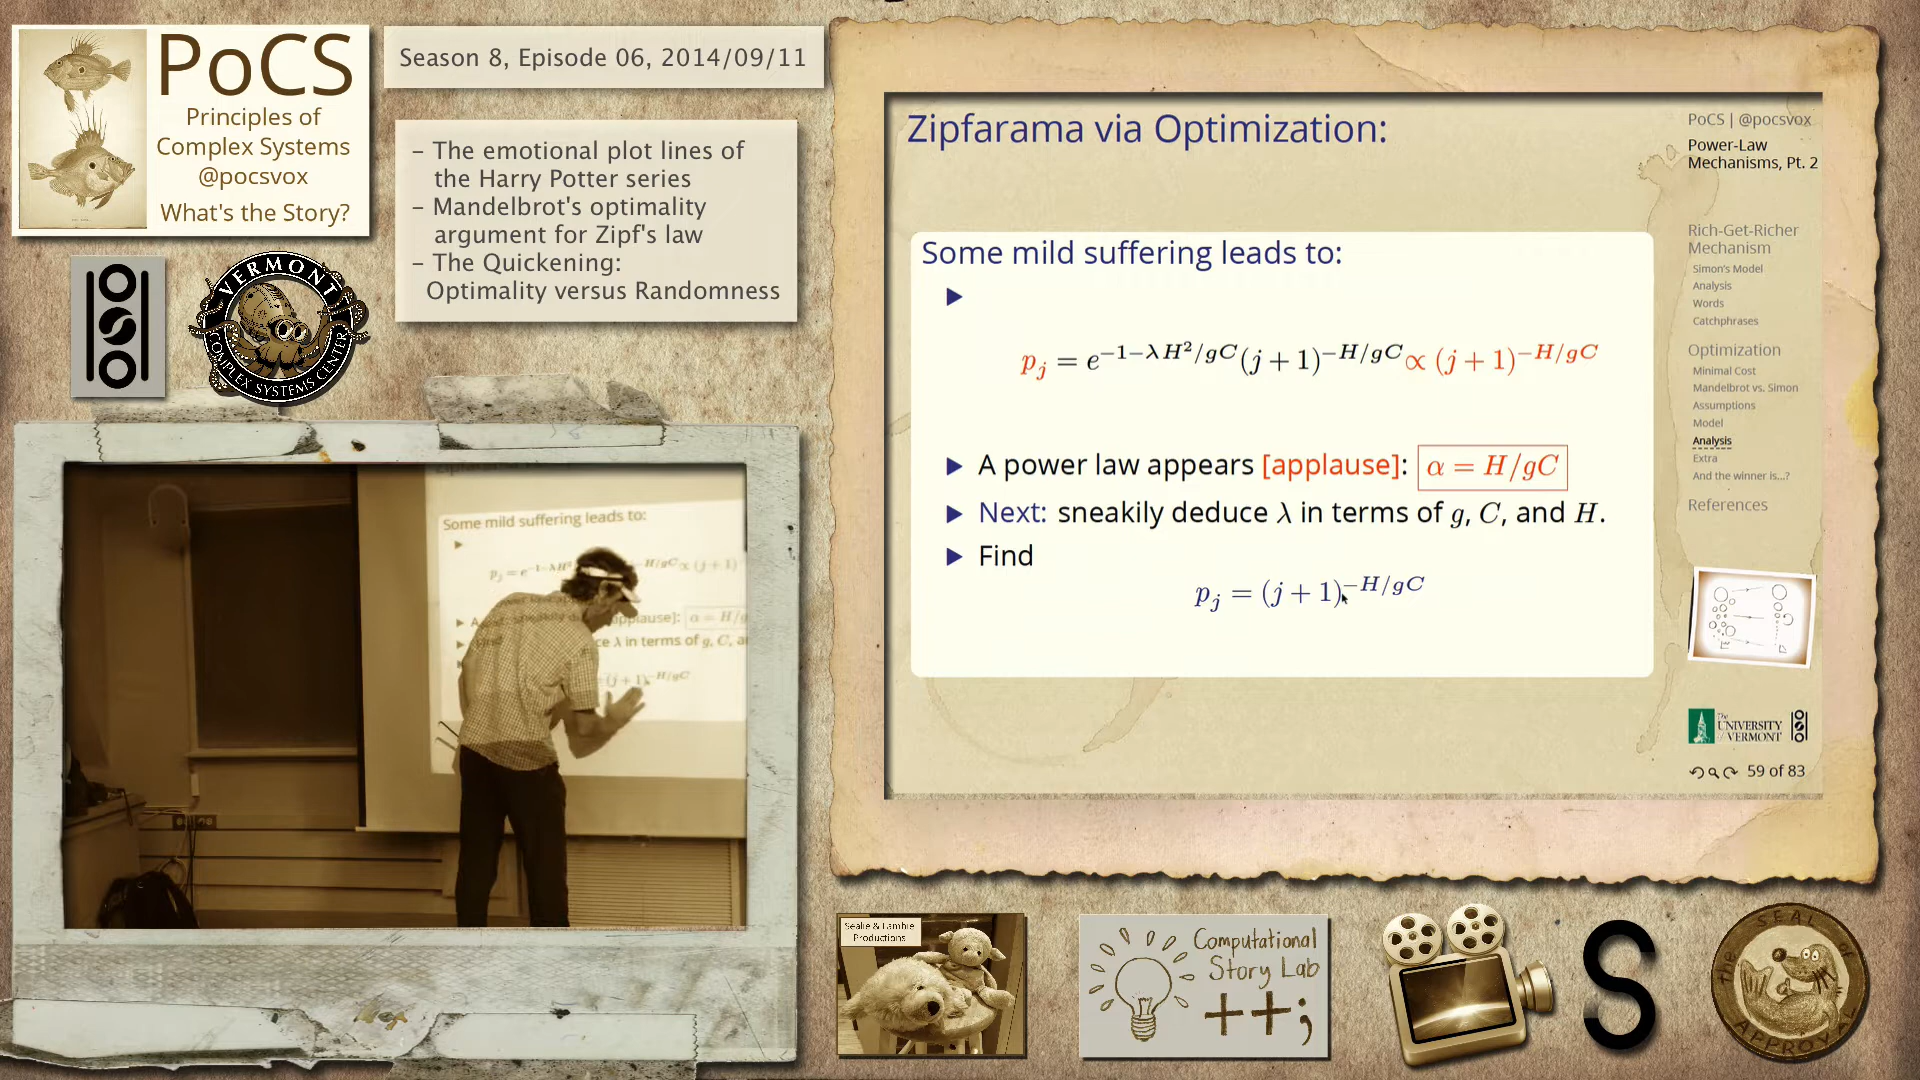 PoCS
Principles of
Complex Systems
@pocsvox
What's the Story?
Season 8, Episode 06, 2014/09/11
– The emotional plot lines of
the Harry Potter series
– Mandelbrot's optimality
argument for Zipf's law
– The Quickening:
Optimality versus Randomness
VERMONT
COMPLEX SYSTEMS CENTER
Some mild suffering leads to:
Zipfarama via Optimization:
Some mild suffering leads to:
p_j = e^{−1−λH²/gC}(j + 1)^{−H/gC} ∝ (j + 1)^{−H/gC}
A power law appears [applause]: α = H/gC
Next: sneakily deduce λ in terms of g, C, and H.
Find
p_j = (j + 1)^{−H/gC}
PoCS | @pocsvox
Power-Law
Mechanisms, Pt. 2
Rich-Get-Richer
Mechanism
Simon's Model
Analysis
Words
Catchphrases
Optimization
Minimal Cost
Mandelbrot vs. Simon
Assumptions
Model
Analysis
Extra
And the winner is...?
References
The
UNIVERSITY
of VERMONT
59 of 83
Sealie & Lambie
Productions
Computational
Story Lab
++;
S
the SEAL OF
APPROVAL